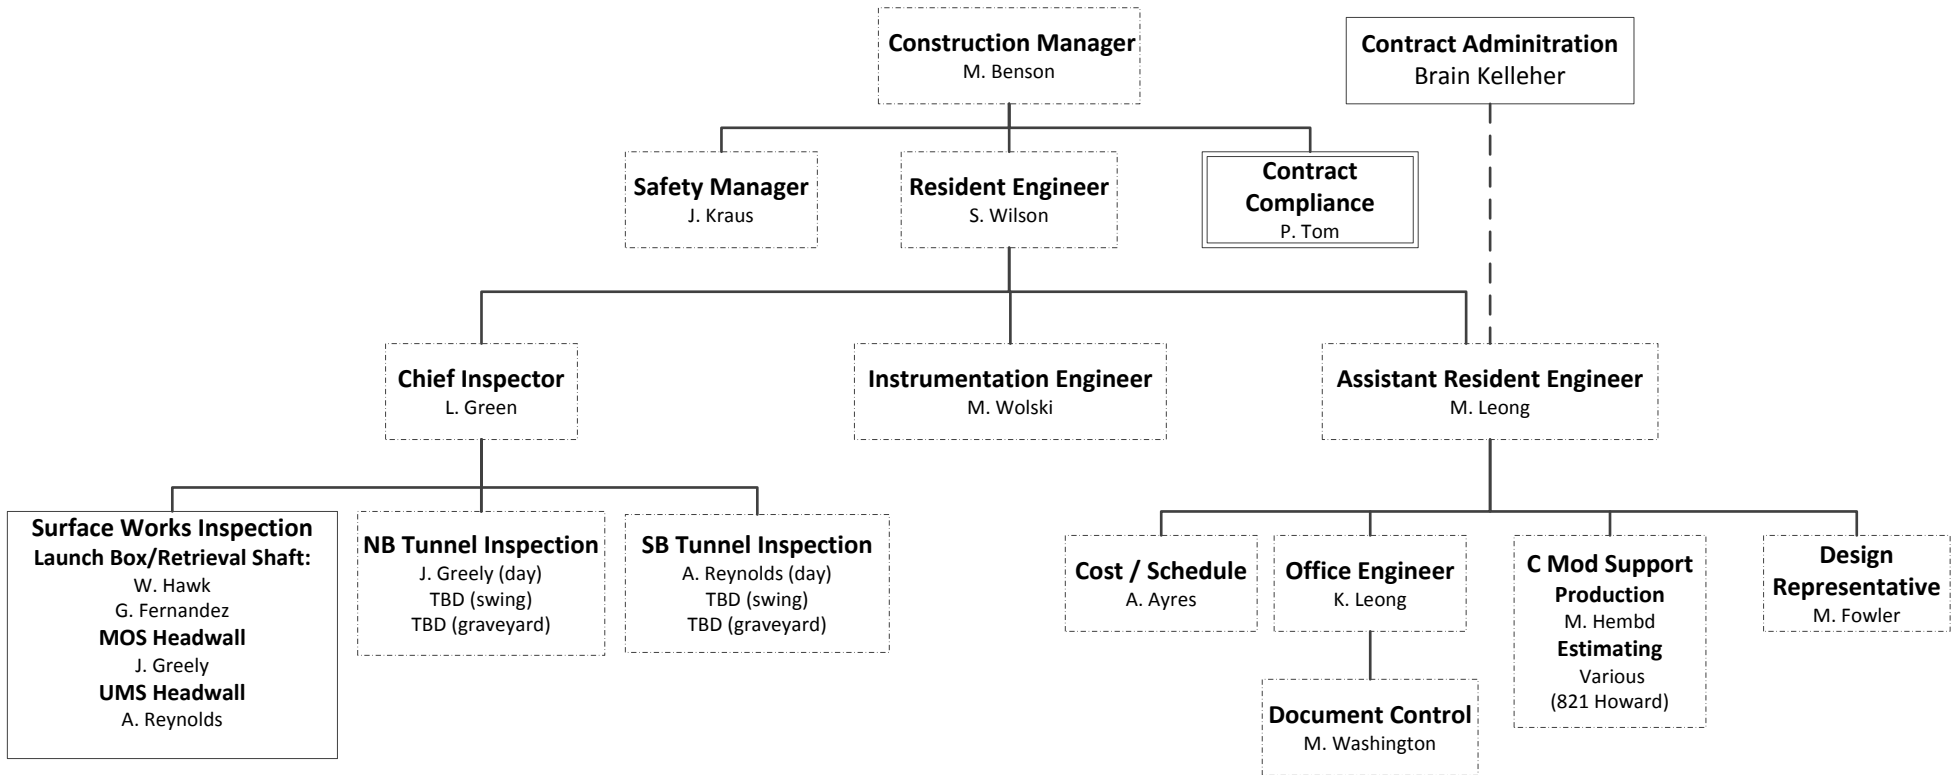 Construction Manager
M. Benson
Contract Adminitration
Brain Kelleher
Safety Manager
J. Kraus
Resident Engineer
S. Wilson
Contract
Compliance
P. Tom
Chief Inspector
L. Green
Instrumentation Engineer
M. Wolski
Assistant Resident Engineer
M. Leong
Surface Works Inspection
Launch Box/Retrieval Shaft:
W. Hawk
G. Fernandez
MOS Headwall
J. Greely
UMS Headwall
A. Reynolds
NB Tunnel Inspection
J. Greely (day)
TBD (swing)
TBD (graveyard)
SB Tunnel Inspection
A. Reynolds (day)
TBD (swing)
TBD (graveyard)
Cost / Schedule
A. Ayres
Office Engineer
K. Leong
C Mod Support
Production
M. Hembd
Estimating
Various
(821 Howard)
Design
Representative
M. Fowler
Document Control
M. Washington